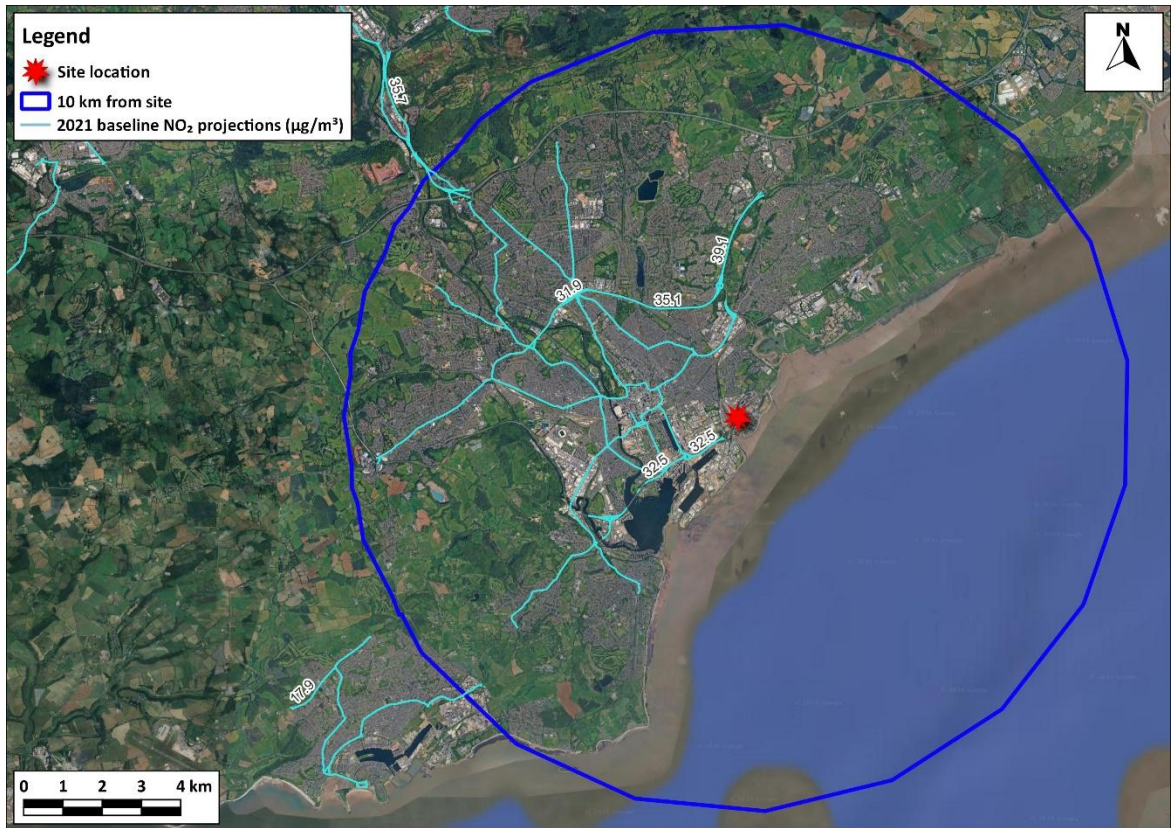 Legend
Site location
10 km from site
2021 baseline NO₂ projections (µg/m³)
N
35.7
39.1
31.9
35.1
32.5
32.5
17.9
0 1 2 3 4 km